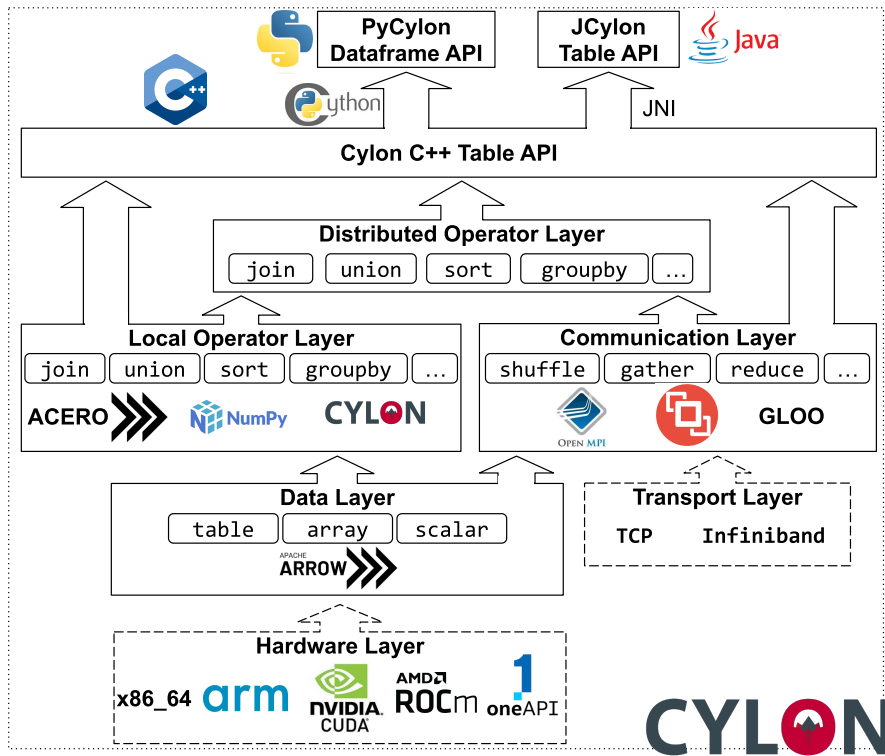 PyCylon
Dataframe API
JCylon
Table API
Java
C++
Cython
JNI
Cylon C++ Table API
Distributed Operator Layer
join union sort groupby ...
Local Operator Layer
join union sort groupby ...
ACERO NumPy CYLON
Communication Layer
shuffle gather reduce ...
OPEN MPI GLOO
Data Layer
table array scalar
APACHE
ARROW
Transport Layer
TCP Infiniband
Hardware Layer
x86_64 arm NVIDIA. AMD 1
CUDA ROCm oneAPI
CYLON